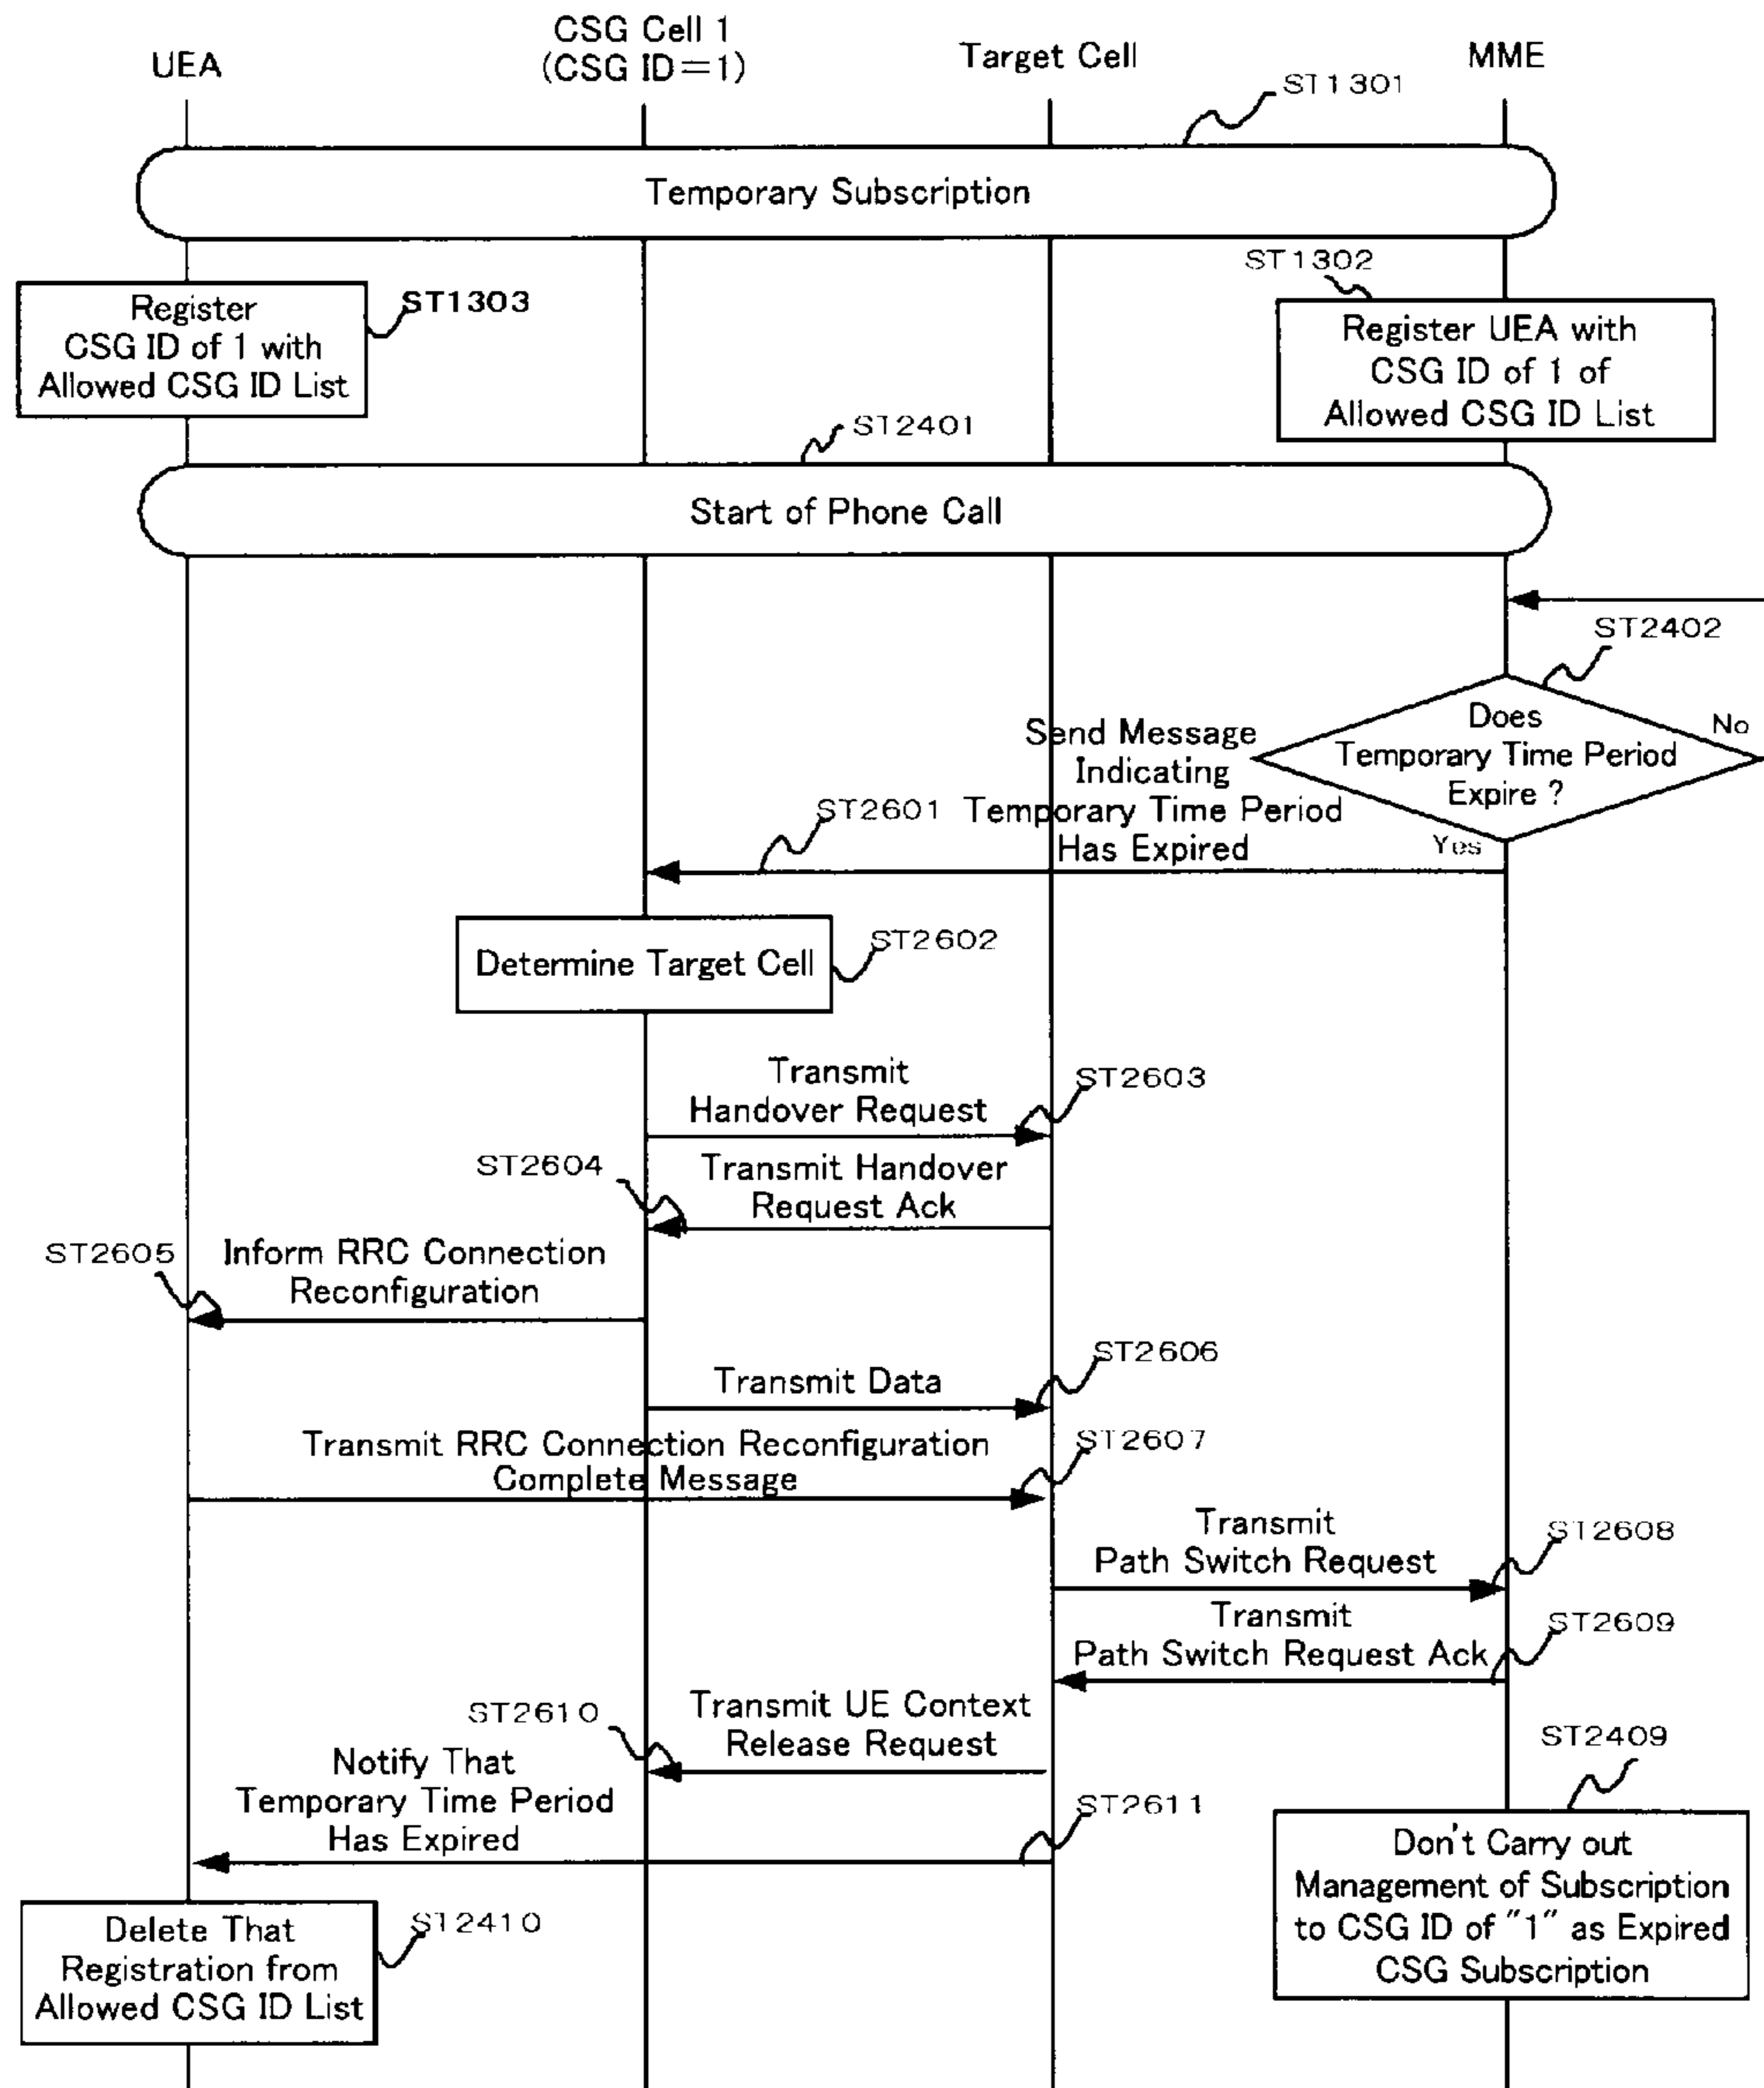 UEA
CSG Cell 1
(CSG ID=1)
Target Cell
MME
ST1301
Temporary Subscription
ST1302
Register
CSG ID of 1 with
Allowed CSG ID List
ST1303
Register UEA with
CSG ID of 1 of
Allowed CSG ID List
ST2401
Start of Phone Call
ST2402
Does
Temporary Time Period
Expire ?
No
Yes
Send Message
Indicating
Temporary Time Period
Has Expired
ST2601
Determine Target Cell
ST2602
Transmit
Handover Request
ST2603
ST2604
Transmit Handover
Request Ack
ST2605
Inform RRC Connection
Reconfiguration
Transmit Data
ST2606
Transmit RRC Connection Reconfiguration
Complete Message
ST2607
Transmit
Path Switch Request
ST2608
Transmit
Path Switch Request Ack
ST2609
ST2610
Transmit UE Context
Release Request
Notify That
Temporary Time Period
Has Expired
ST2611
ST2409
Don't Carry out
Management of Subscription
to CSG ID of "1" as Expired
CSG Subscription
Delete That
Registration from
Allowed CSG ID List
ST2410